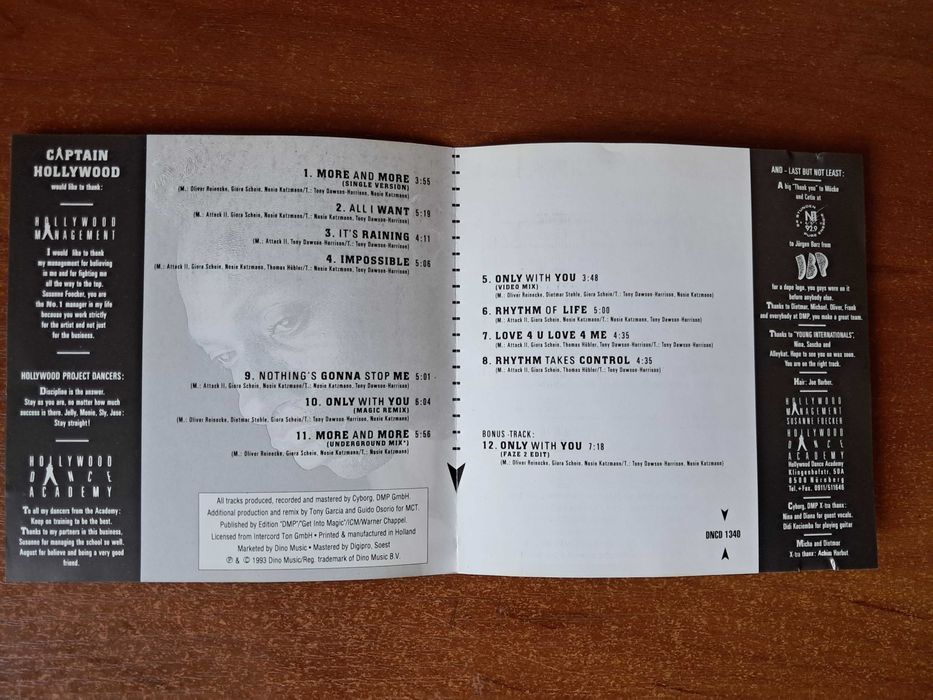 CAPTAIN
HOLLYWOOD
would like to thank:
HOLLYWOOD
MANAGEMENT
I would like to thank
my management for believing
in me and for fighting me
all the way to the top.
Susanne Foecker, you are
the No. 1 manager in my life
because you work strictly
for the artist and not just
for the business.
HOLLYWOOD PROJECT DANCERS:
Discipline is the answer.
Stay as you are, no matter how much
success is there. Jelly, Monie, Sly, Jose:
Stay straight!
HOLLYWOOD
DANCE
ACADEMY
To all my dancers from the Academy:
Keep on training to be the best.
Thanks to my partners in this business,
Susanne for managing the school so well.
August for believe and being a very good
friend.
1. MORE AND MORE 3:55
(SINGLE VERSION)
(M.: Oliver Reinecke, Giora Schein, Nosie Katzmann/T.: Tony Dawson-Harrison, Nosie Katzmann)
2. ALL I WANT 5:19
(M.: Attack II, Giora Schein, Nosie Katzmann/T.: Nosie Katzmann, Tony Dawson-Harrison)
3. IT'S RAINING 4:11
(M.: Attack II, Tony Dawson-Harrison/T.: Tony Dawson-Harrison)
4. IMPOSSIBLE 5:06
(M.: Attack II, Giora Schein, Nosie Katzmann, Thomas Hübler/T.: Nosie Katzmann, Tony Dawson-Harrison)
9. NOTHING'S GONNA STOP ME 5:01
(M.: Attack II, Giora Schein, Nosie Katzmann/T.: Nosie Katzmann, Tony Dawson-Harrison)
10. ONLY WITH YOU 6:04
(MAGIC REMIX)
(M.: Oliver Reinecke, Dietmar Stehle, Giora Schein/T.: Tony Dawson-Harrison, Nosie Katzmann)
11. MORE AND MORE 5:56
(UNDERGROUND MIX*)
(M.: Oliver Reinecke, Giora Schein, Nosie Katzmann/T.: Tony Dawson-Harrison, Nosie Katzmann)
All tracks produced, recorded and mastered by Cyborg, DMP GmbH.
Additional production and remix by Tony Garcia and Guido Osorio for MCT.
Published by Edition "DMP"/"Get Into Magic"/ICM/Warner Chappel.
Licensed from Intercord Ton GmbH • Printed & manufactured in Holland
Marketed by Dino Music • Mastered by Digipro, Soest
℗ & © 1993 Dino Music/Reg. trademark of Dino Music B.V.
5. ONLY WITH YOU 3:48
(VIDEO MIX)
(M.: Oliver Reinecke, Dietmar Stehle, Giora Schein/T.: Tony Dawson-Harrison, Nosie Katzmann)
6. RHYTHM OF LIFE 5:00
(M.: Attack II, Giora Schein, Nosie Katzmann/T.: Nosie Katzmann, Tony Dawson-Harrison)
7. LOVE 4 U LOVE 4 ME 4:35
(M.: Attack II, Giora Schein, Thomas Hübler, Tony Dawson-Harrison/T.: Tony Dawson-Harrison, Nosie Katzmann)
8. RHYTHM TAKES CONTROL 4:35
(M.: Attack II, Giora Schein, Thomas Hübler/T.: Tony Dawson-Harrison)
BONUS-TRACK:
12. ONLY WITH YOU 7:18
(FAZE 2 EDIT)
(M.: Oliver Reinecke, Giora Schein, Nosie Katzmann/T.: Tony Dawson-Harrison, Nosie Katzmann)
DNCD 1340
AND - LAST BUT NOT LEAST:
A big "Thank you" to Mücke
and Cetin at
N1
92.9
to Jürgen Barz from
for a dope logo, you guys were on it
before anybody else.
Thanks to Dietmar, Michael, Oliver, Frank
and everybody at DMP, you make a great team.
Thanks to "YOUNG INTERNATIONALS",
Nina, Sascha and
Alleykat. Hope to see you on was soon.
You are on the right track.
Hair: Joe Barber.
HOLLYWOOD
MANAGEMENT
SUSANNE FOECKER
HOLLYWOOD
DANCE
ACADEMY
Hollywood Dance Academy
Klingenhofstr. 50A
8500 Nürnberg
Tel.+Fax. 0911/511646
Cyborg, DMP X-tra thanx:
Nina and Diana for guest vocals.
Didi Kociemba for playing guitar
Micha and Dietmar
X-tra thanx: Achim Harbut